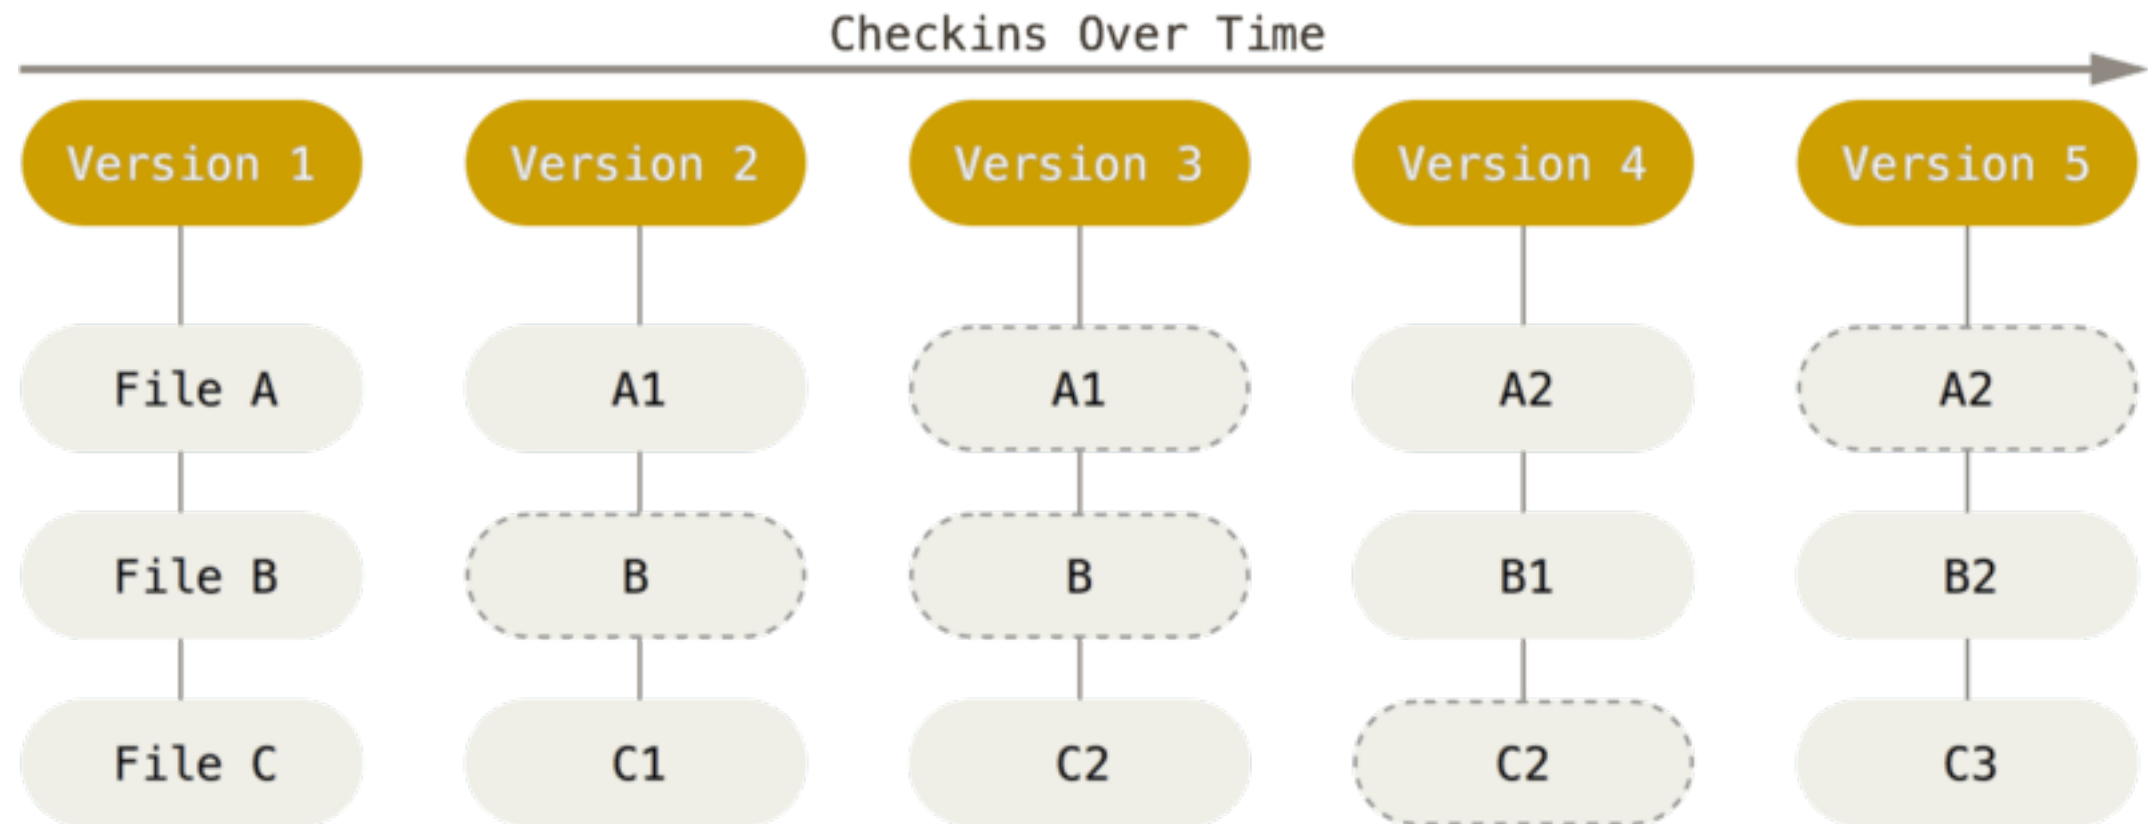 Checkins Over Time
Version 1 Version 2 Version 3 Version 4 Version 5
File A A1 A1 A2 A2
File B B B B1 B2
File C C1 C2 C2 C3